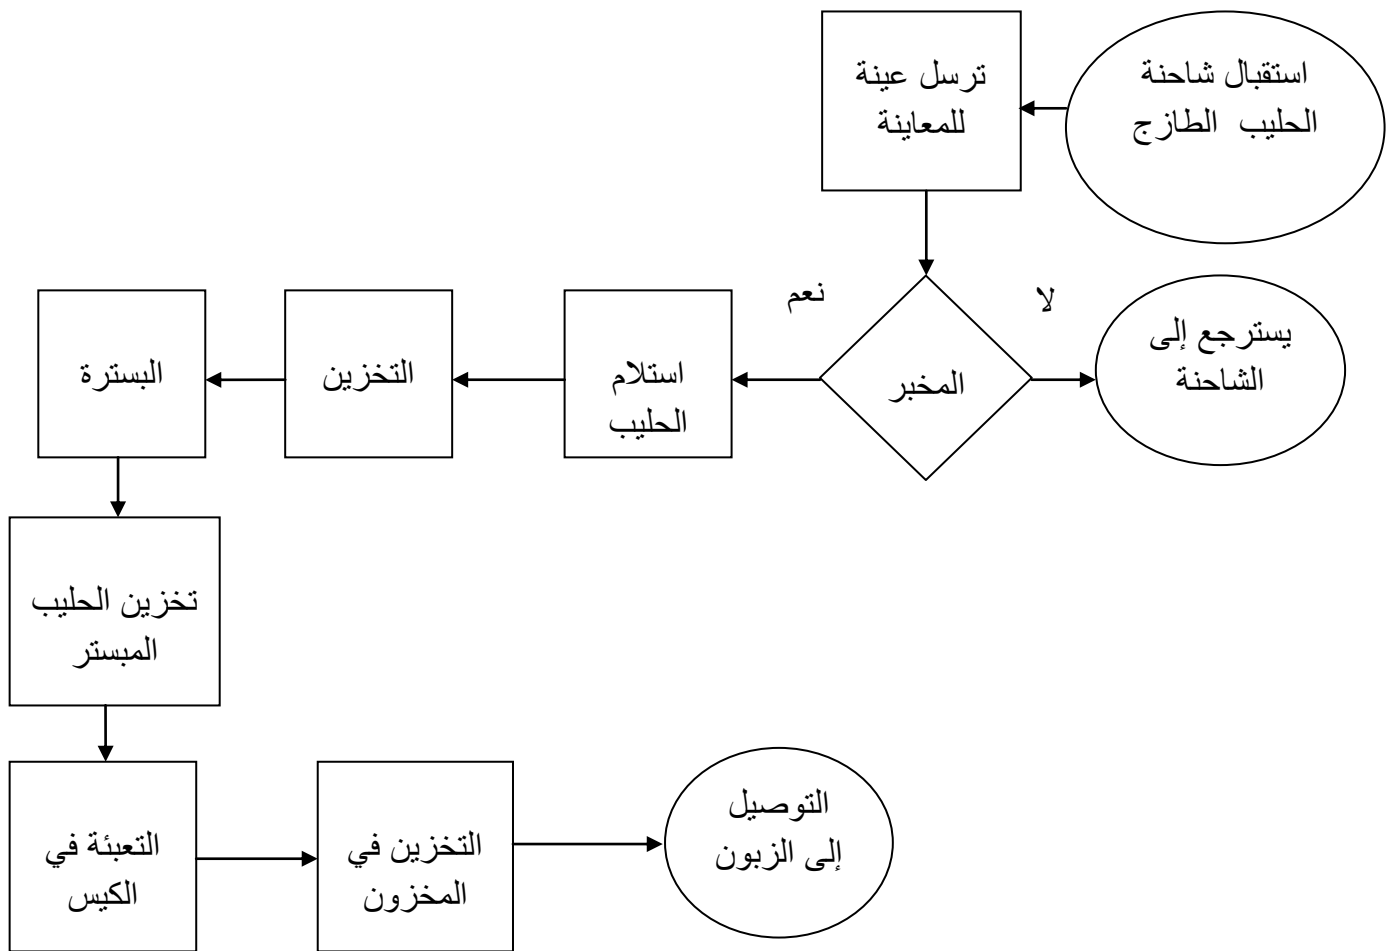 استقبال شاحنة
الحليب الطازج
ترسل عينة
للمعاينة
لا
نعم
يسترجع إلى
الشاحنة
المخبر
استلام
الحليب
التخزين
البسترة
تخزين الحليب
المبستر
التعبئة في
الكيس
التخزين في
المخزون
التوصيل
إلى الزبون